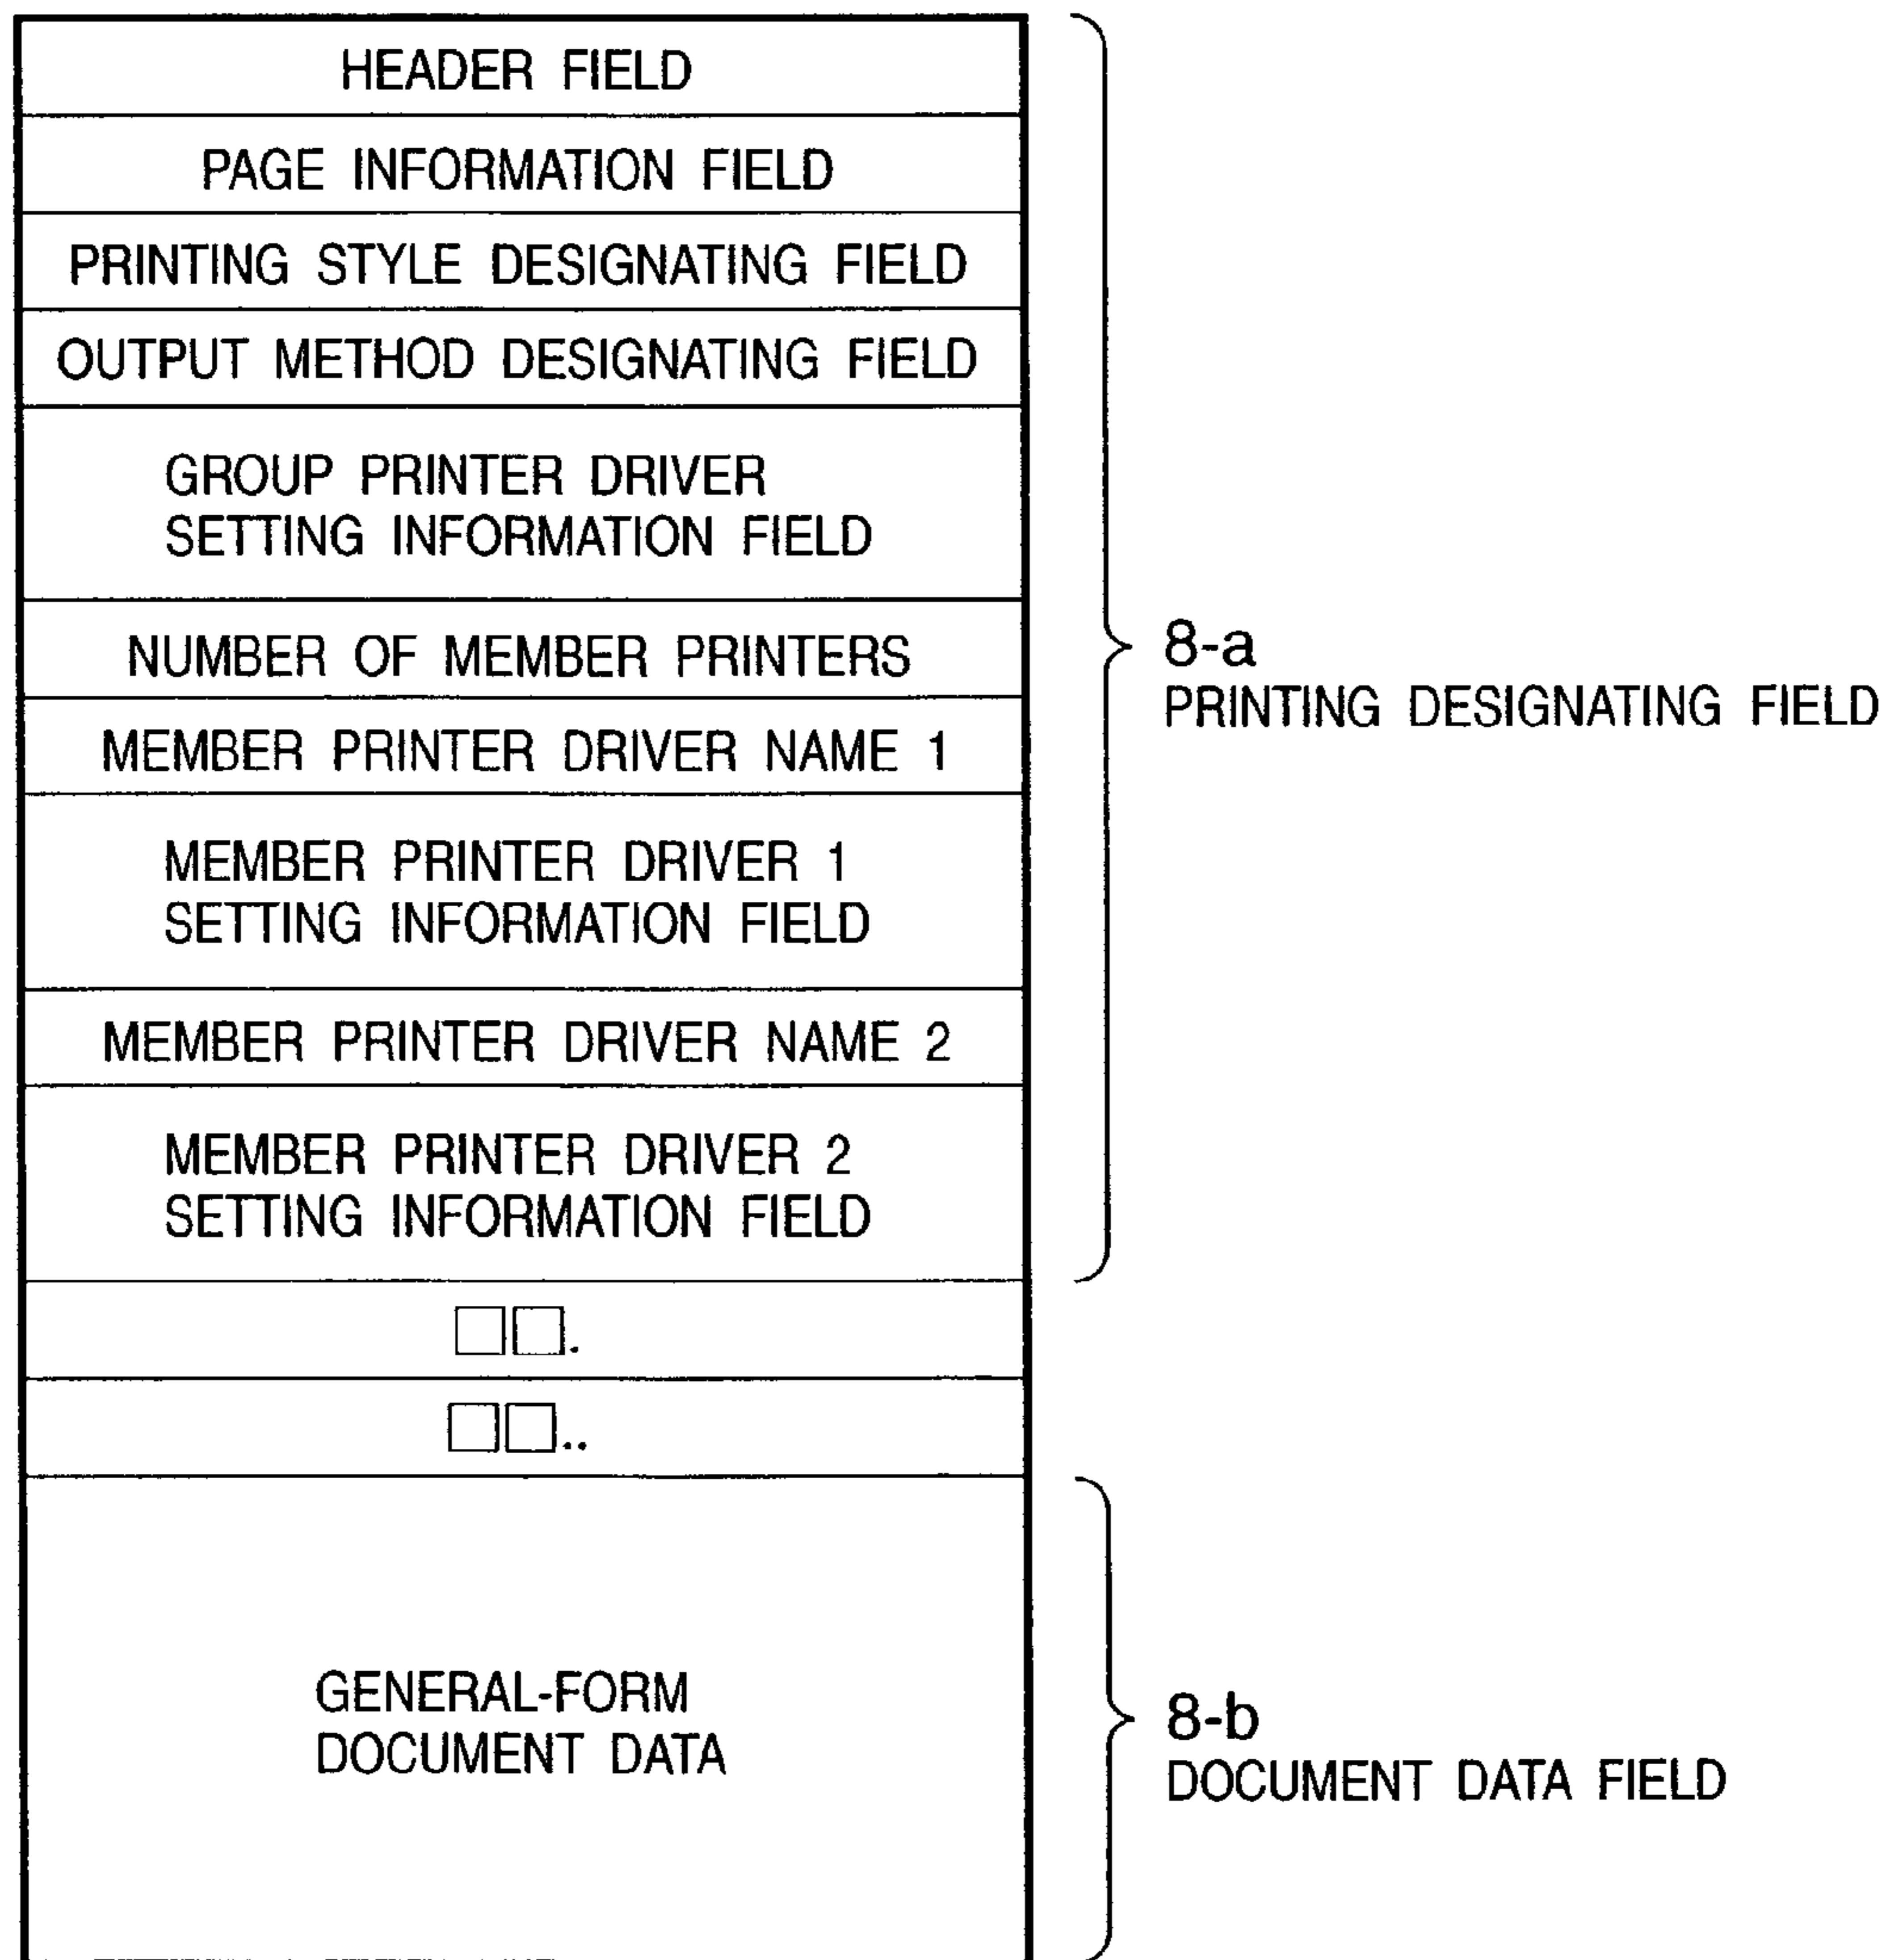 HEADER FIELD
PAGE INFORMATION FIELD
PRINTING STYLE DESIGNATING FIELD
OUTPUT METHOD DESIGNATING FIELD
GROUP PRINTER DRIVER
SETTING INFORMATION FIELD
NUMBER OF MEMBER PRINTERS
MEMBER PRINTER DRIVER NAME 1
MEMBER PRINTER DRIVER 1
SETTING INFORMATION FIELD
MEMBER PRINTER DRIVER NAME 2
MEMBER PRINTER DRIVER 2
SETTING INFORMATION FIELD
□□.
□□..
GENERAL-FORM
DOCUMENT DATA
8-a
PRINTING DESIGNATING FIELD
8-b
DOCUMENT DATA FIELD